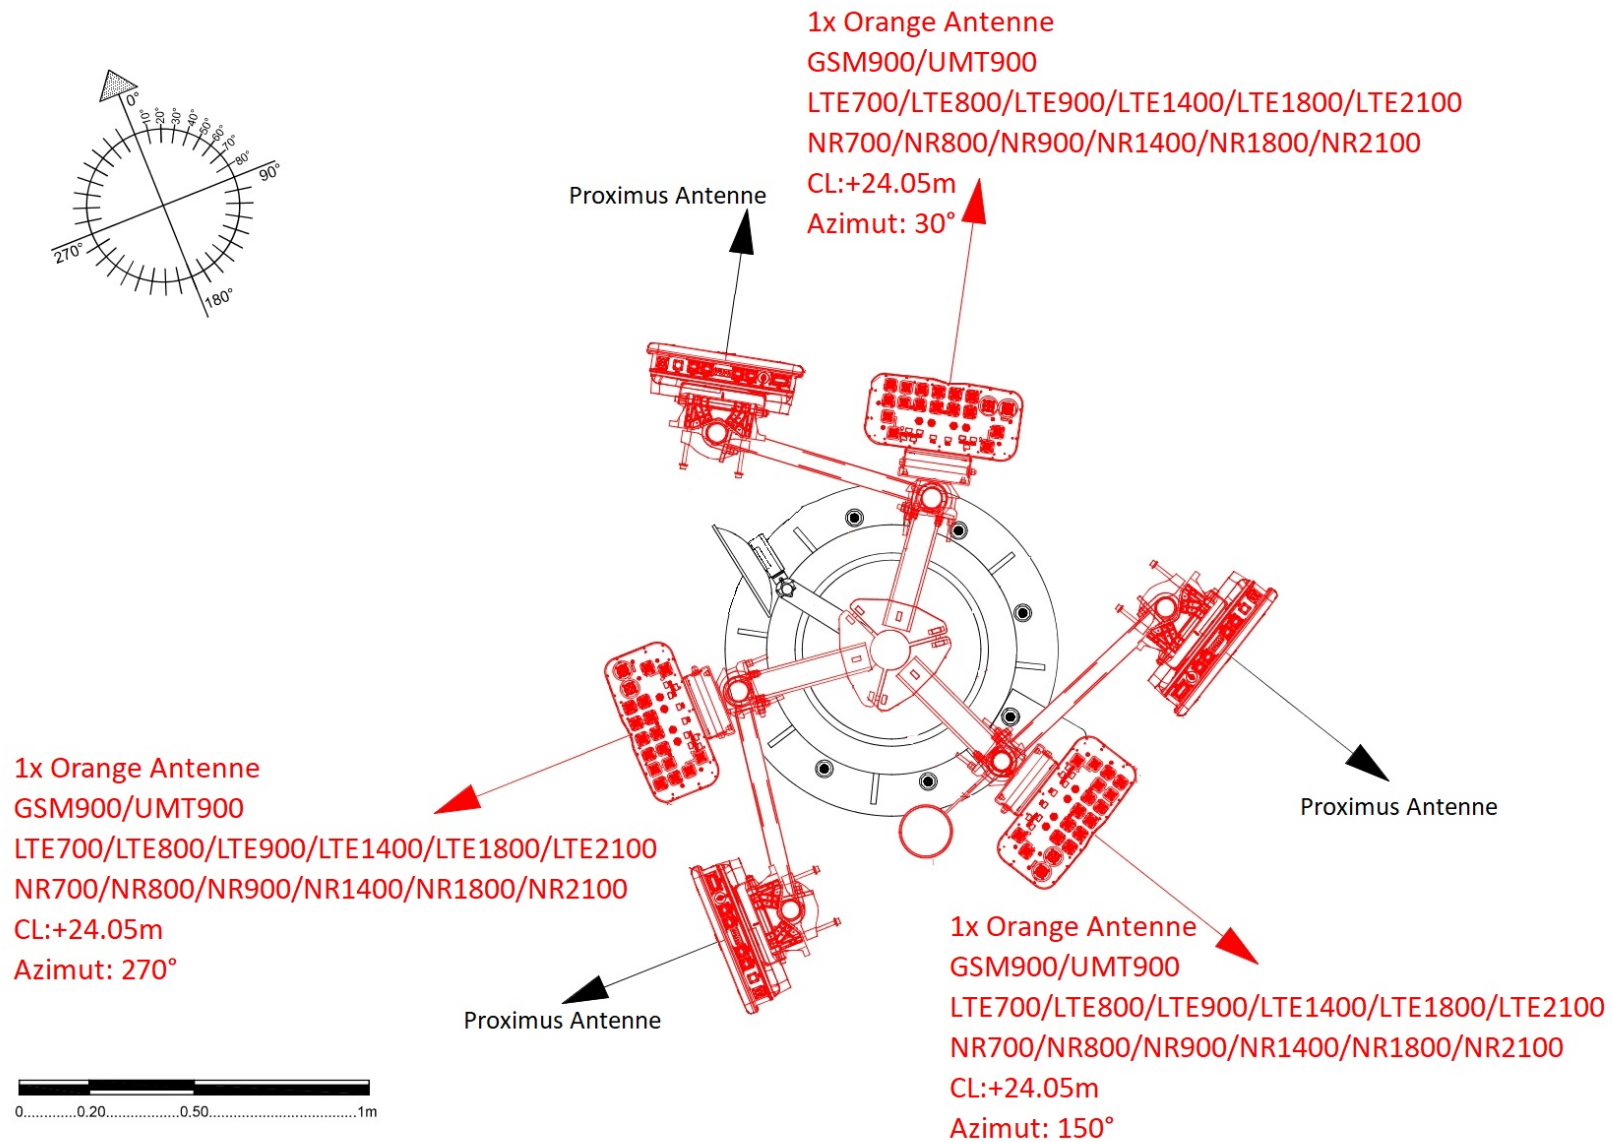 1x Orange Antenne
GSM900/UMT900
LTE700/LTE800/LTE900/LTE1400/LTE1800/LTE2100
NR700/NR800/NR900/NR1400/NR1800/NR2100
CL:+24.05m
Azimut: 30°
0°
10°
20°
30°
40°
50°
60°
70°
80°
90°
180°
270°
Proximus Antenne
1x Orange Antenne
GSM900/UMT900
LTE700/LTE800/LTE900/LTE1400/LTE1800/LTE2100
NR700/NR800/NR900/NR1400/NR1800/NR2100
CL:+24.05m
Azimut: 270°
Proximus Antenne
Proximus Antenne
1x Orange Antenne
GSM900/UMT900
LTE700/LTE800/LTE900/LTE1400/LTE1800/LTE2100
NR700/NR800/NR900/NR1400/NR1800/NR2100
CL:+24.05m
Azimut: 150°
0.............0.20......................0.50................................1m